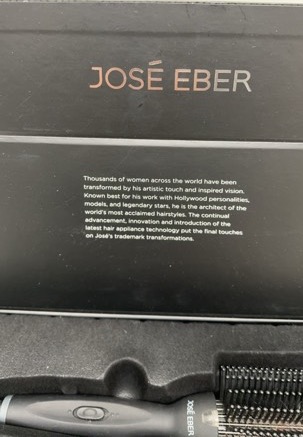 JOSÉ EBER
Thousands of women across the world have been
transformed by his artistic touch and inspired vision.
Known best for his work with Hollywood personalities,
models, and legendary stars, he is the architect of the
world's most acclaimed hairstyles. The continual
advancement, innovation and introduction of the
latest hair appliance technology put the final touches
on José's trademark transformations.
JOSÉ EBER